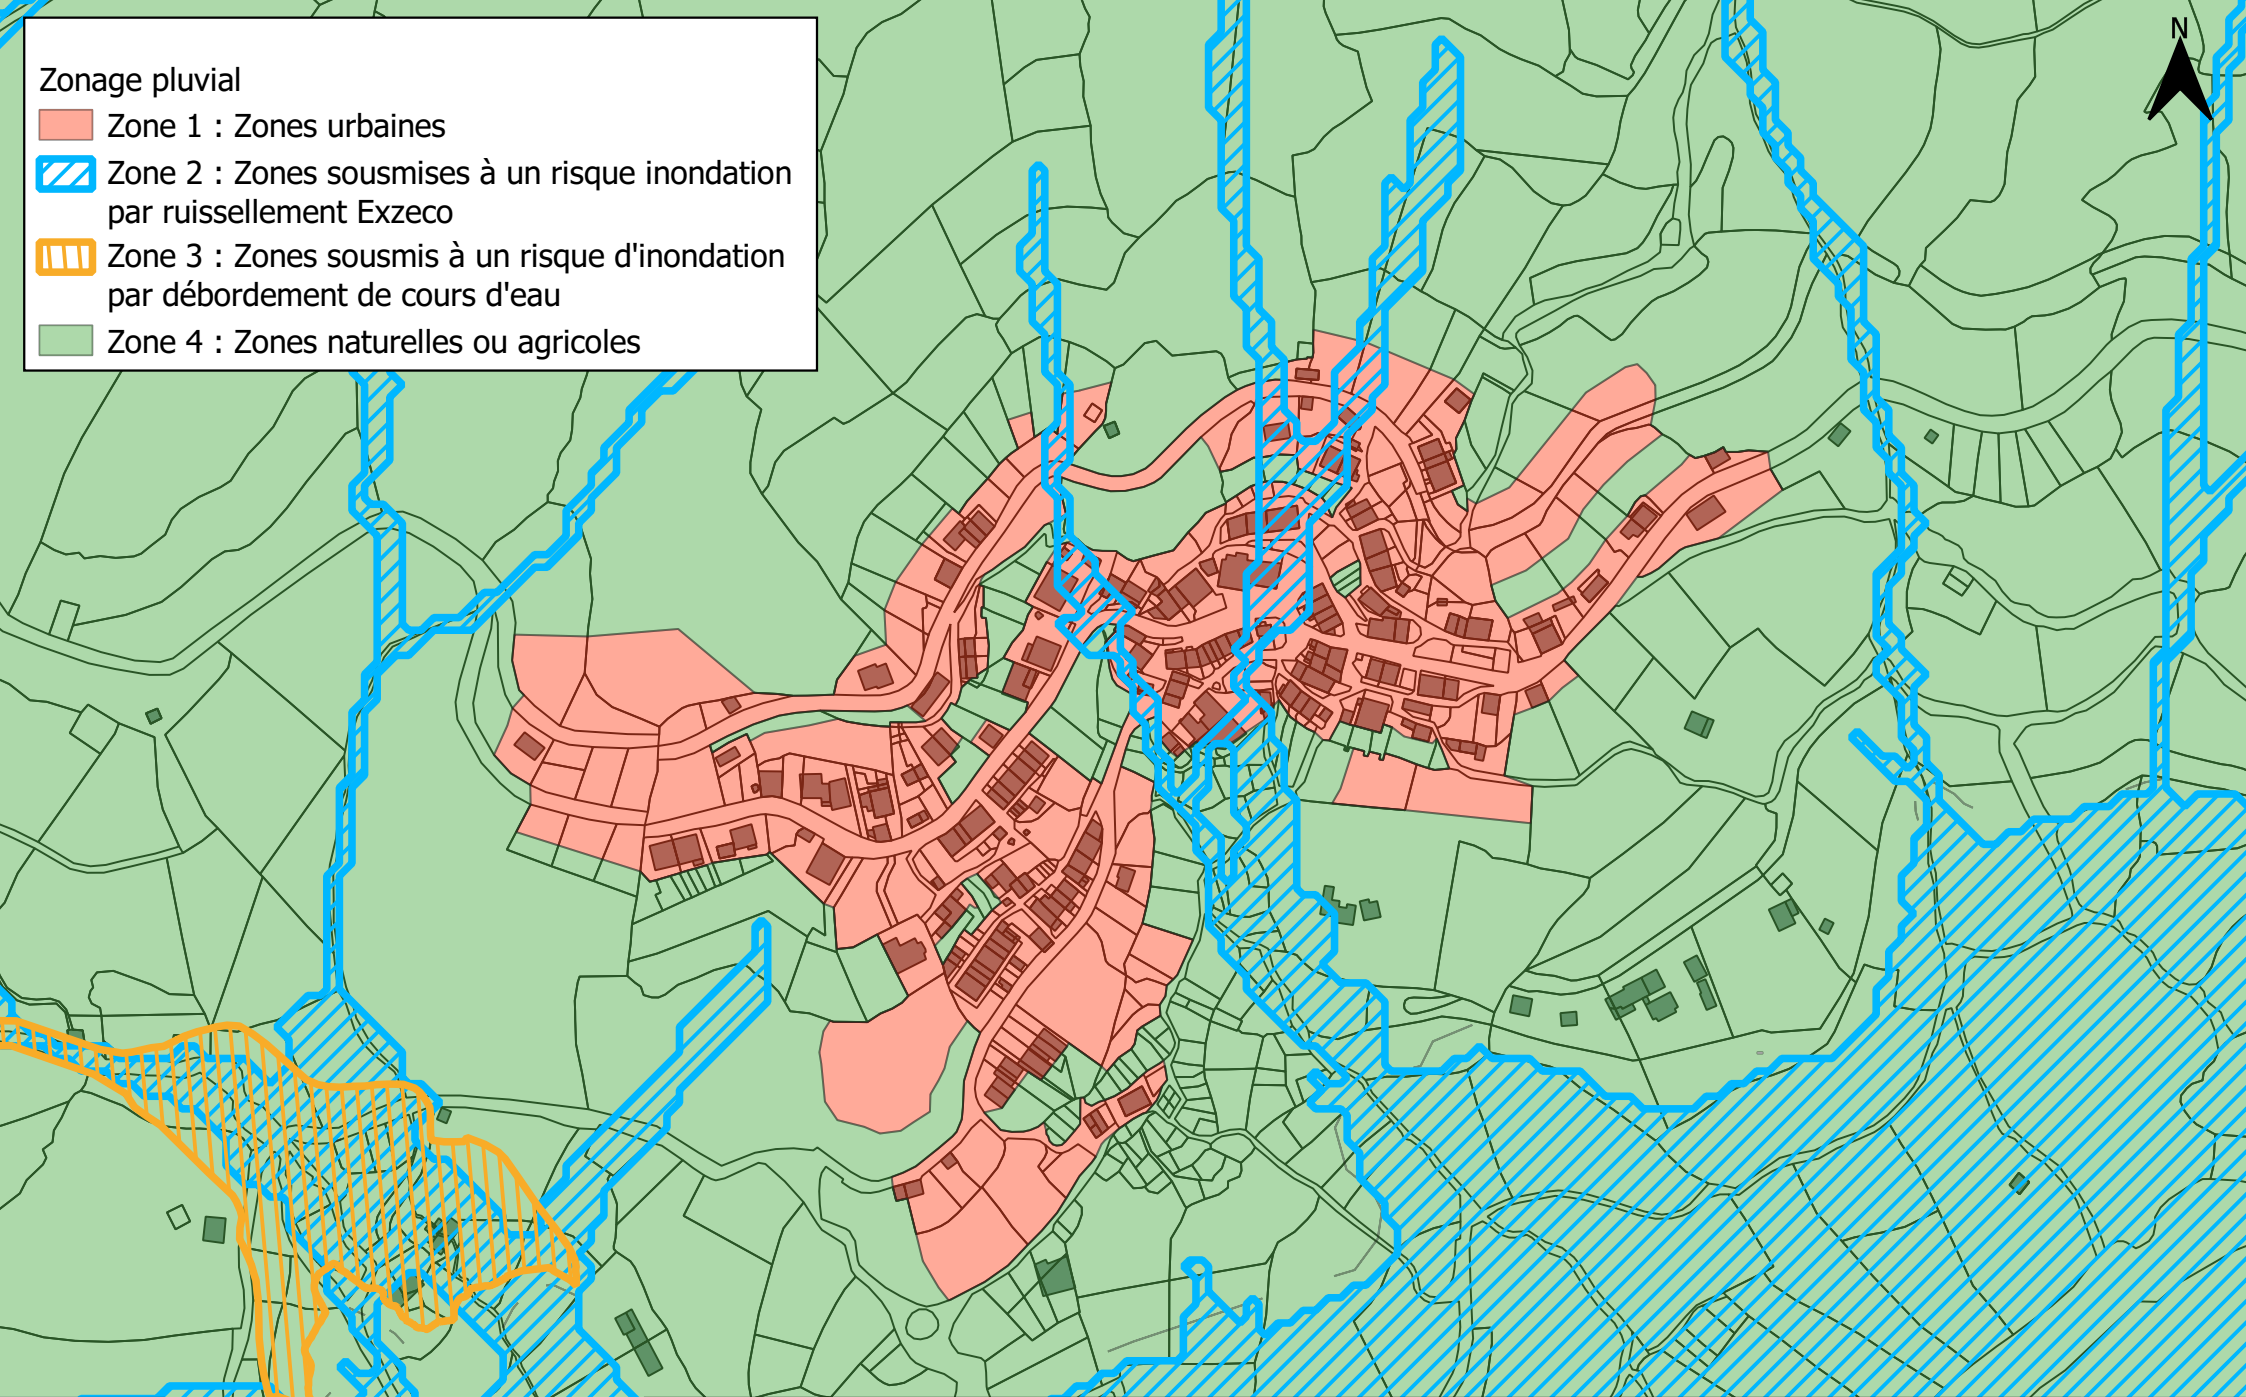 N
Zonage pluvial
Zone 1 : Zones urbaines
Zone 2 : Zones sousmises à un risque inondation
par ruissellement Exzeco
Zone 3 : Zones sousmis à un risque d'inondation
par débordement de cours d'eau
Zone 4 : Zones naturelles ou agricoles